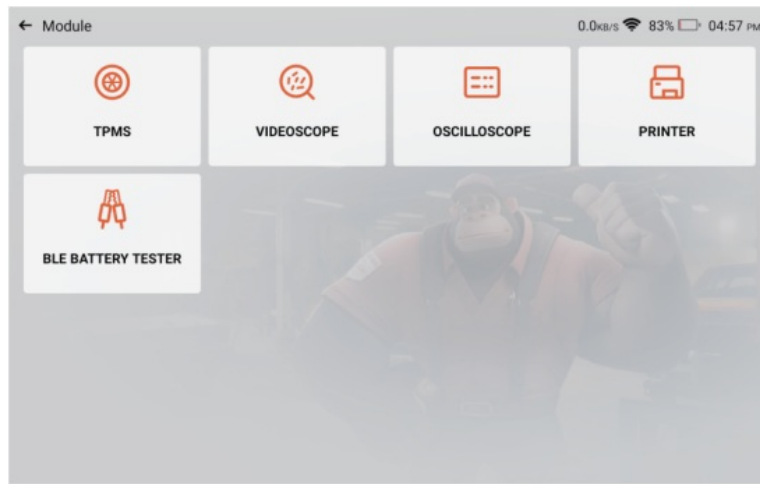 ← Module
0.0KB/S 83% 04:57 PM
TPMS
VIDEOSCOPE
OSCILLOSCOPE
PRINTER
BLE BATTERY TESTER